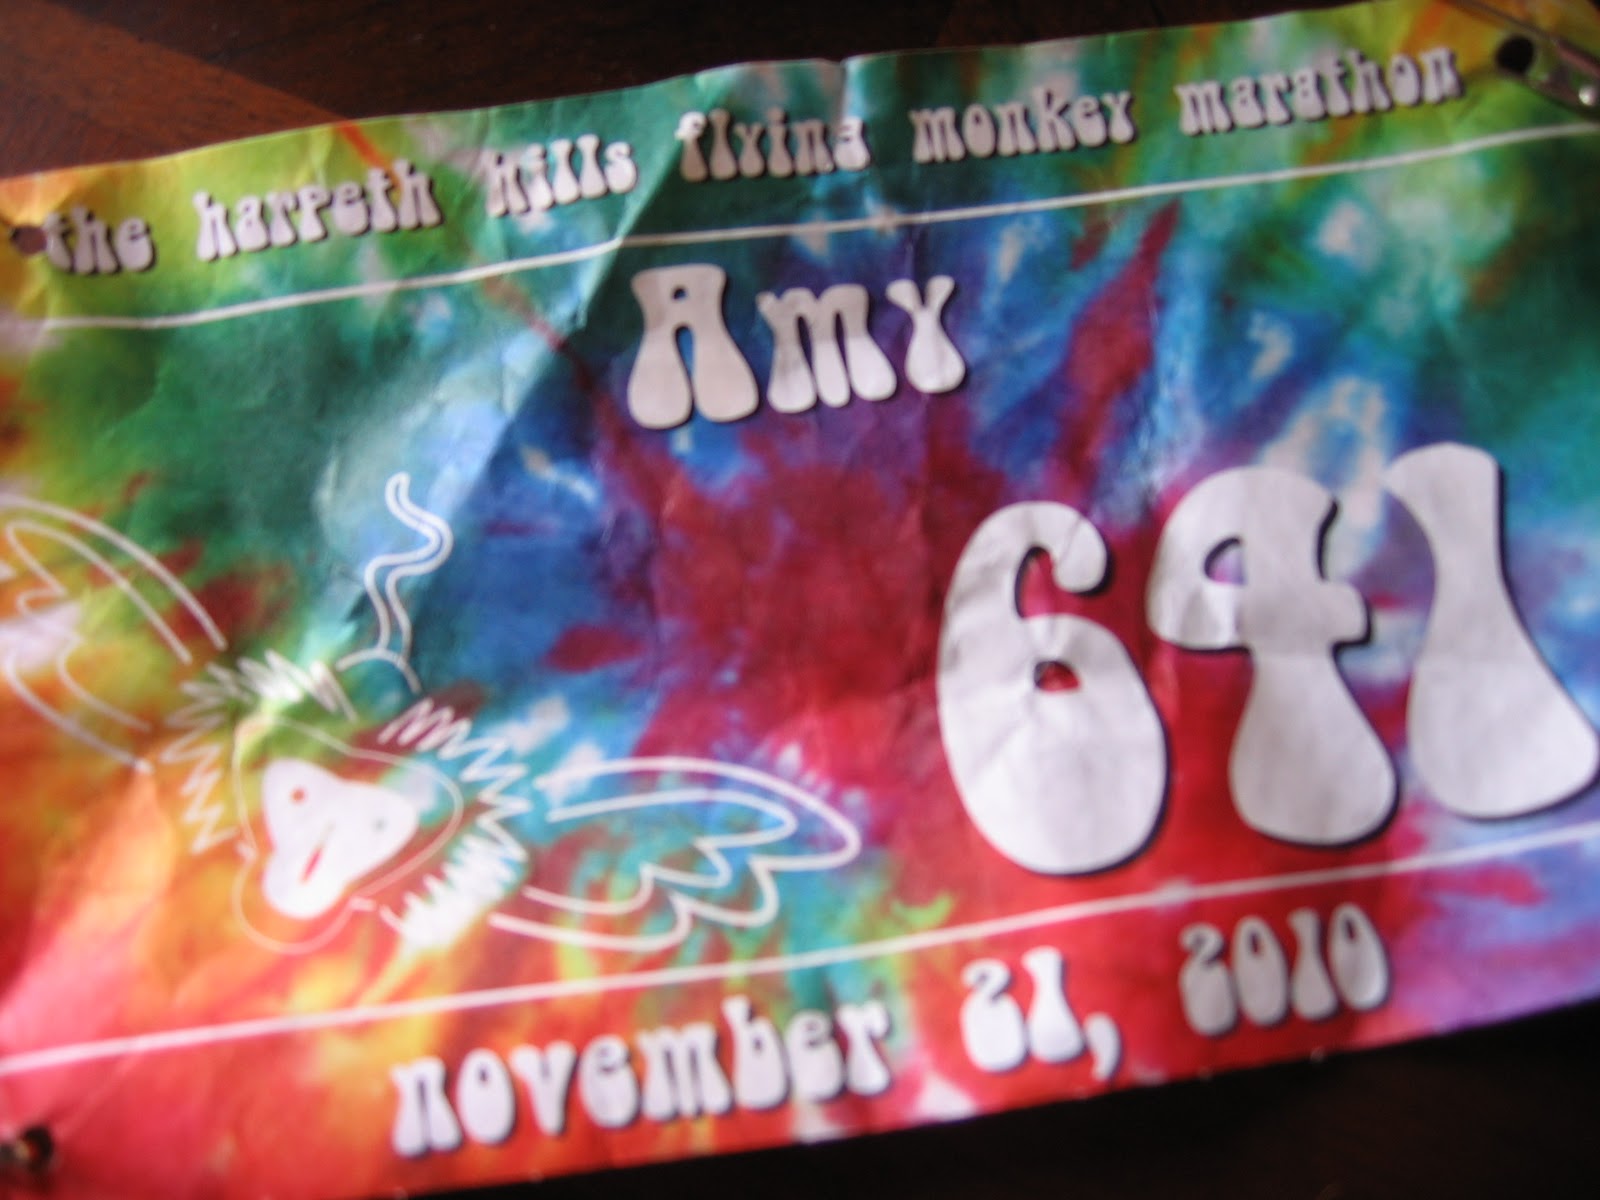 the harpeth hills flying monkey marathon
Amy
641
november 21, 2010